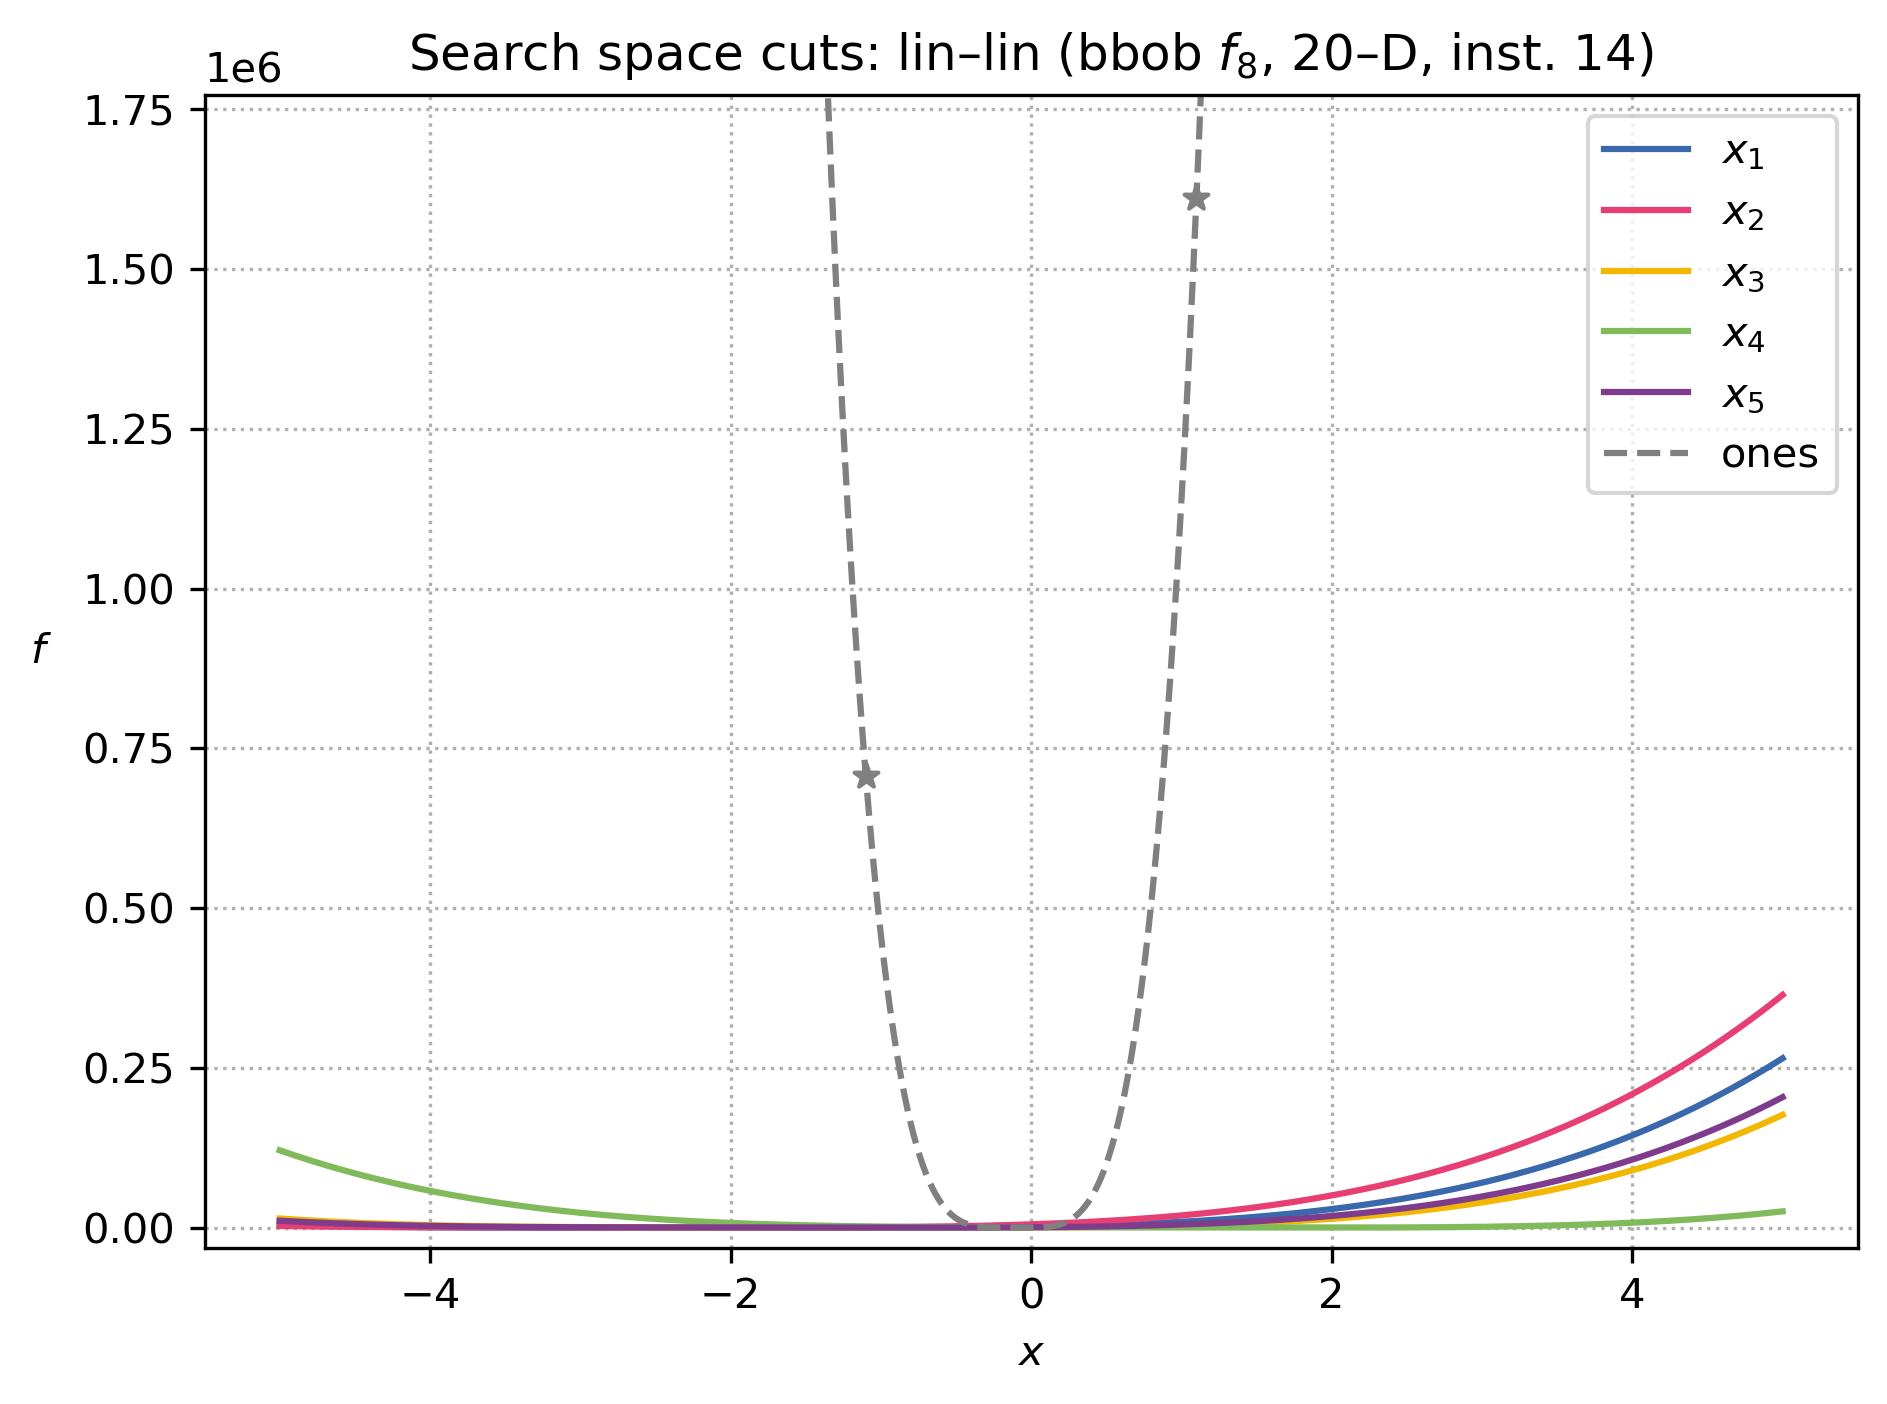 Search space cuts: lin–lin (bbob f₈, 20–D, inst. 14)
1e6
1.75
1.50
1.25
1.00
0.75
0.50
0.25
0.00
f
−4
−2
0
2
4
x
x₁
x₂
x₃
x₄
x₅
ones